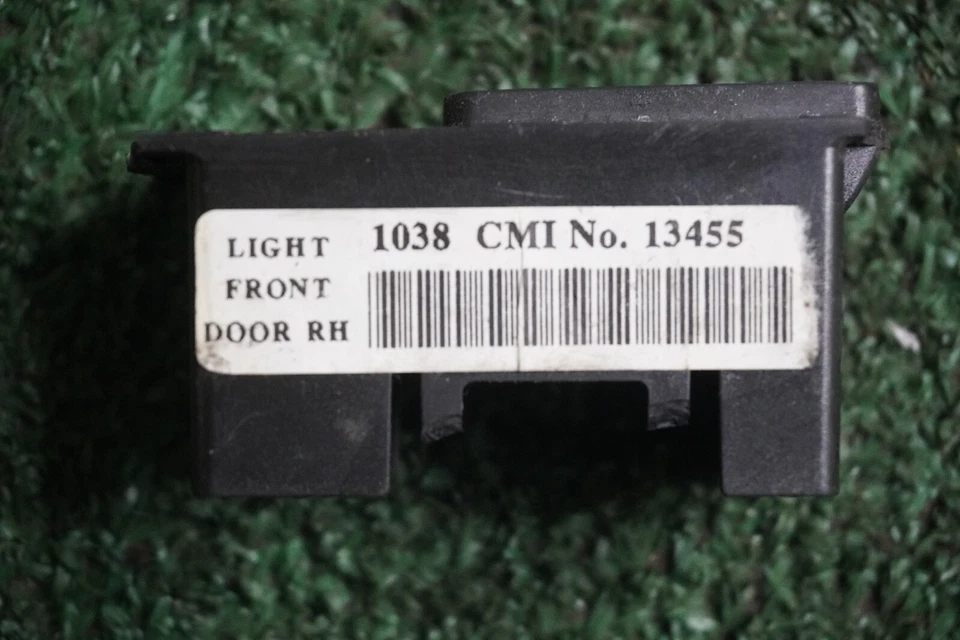 LIGHT
FRONT
DOOR RH
1038 CMI No. 13455